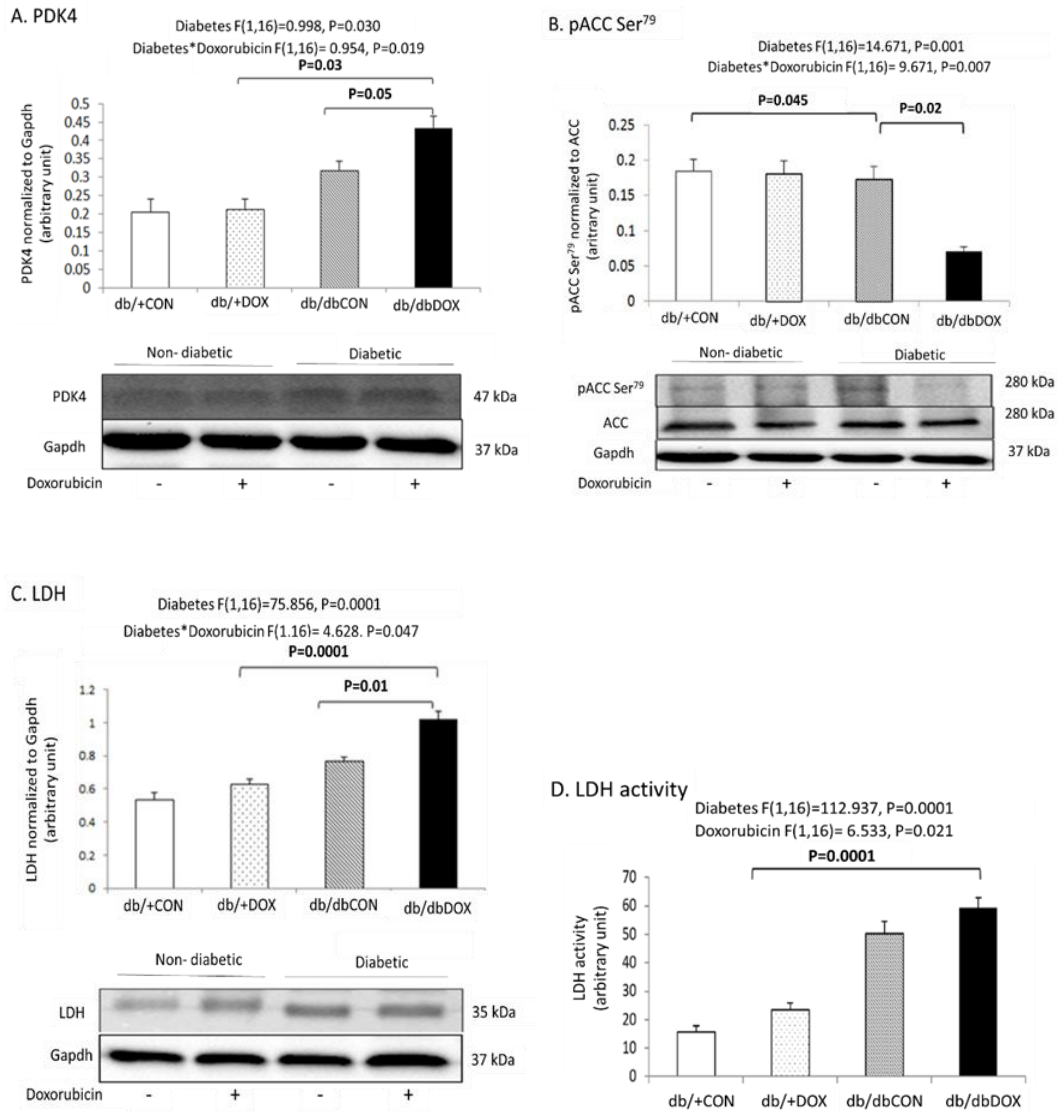 A. PDK4
Diabetes F(1,16)=0.998, P=0.030
Diabetes*Doxorubicin F(1,16)= 0.954, P=0.019
P=0.03
P=0.05
PDK4 normalized to Gapdh
(arbitrary unit)
0.5
0.45
0.4
0.35
0.3
0.25
0.2
0.15
0.1
0.05
0
db/+CON db/+DOX db/dbCON db/dbDOX
Non- diabetic Diabetic
PDK4 47 kDa
Gapdh 37 kDa
Doxorubicin - + - +
B. pACC Ser79
Diabetes F(1,16)=14.671, P=0.001
Diabetes*Doxorubicin F(1,16)= 9.671, P=0.007
P=0.045 P=0.02
pACC Ser79 normalized to ACC
(aritrary unit)
0.25
0.2
0.15
0.1
0.05
0
db/+CON db/+DOX db/dbCON db/dbDOX
Non- diabetic Diabetic
pACC Ser79 280 kDa
ACC 280 kDa
Gapdh 37 kDa
Doxorubicin - + - +
C. LDH
Diabetes F(1,16)=75.856, P=0.0001
Diabetes*Doxorubicin F(1.16)= 4.628. P=0.047
P=0.0001
P=0.01
LDH normalized to Gapdh
(arbitrary unit)
1.2
1
0.8
0.6
0.4
0.2
0
db/+CON db/+DOX db/dbCON db/dbDOX
Non- diabetic Diabetic
LDH 35 kDa
Gapdh 37 kDa
Doxorubicin - + - +
D. LDH activity
Diabetes F(1,16)=112.937, P=0.0001
Doxorubicin F(1,16)= 6.533, P=0.021
P=0.0001
LDH activity
(arbitrary unit)
70
60
50
40
30
20
10
0
db/+CON db/+DOX db/dbCON db/dbDOX